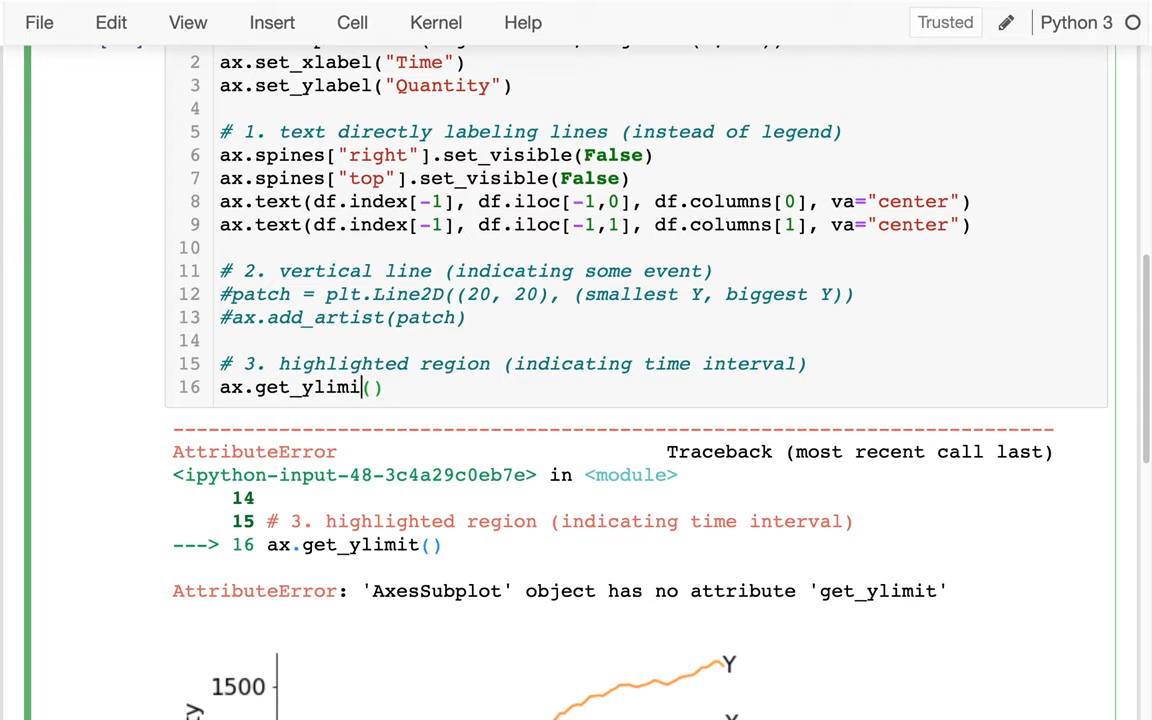 File Edit View Insert Cell Kernel Help Trusted Python 3
2 ax.set_xlabel("Time")
3 ax.set_ylabel("Quantity")
4
5 # 1. text directly labeling lines (instead of legend)
6 ax.spines["right"].set_visible(False)
7 ax.spines["top"].set_visible(False)
8 ax.text(df.index[-1], df.iloc[-1,0], df.columns[0], va="center")
9 ax.text(df.index[-1], df.iloc[-1,1], df.columns[1], va="center")
10
11 # 2. vertical line (indicating some event)
12 #patch = plt.Line2D((20, 20), (smallest Y, biggest Y))
13 #ax.add_artist(patch)
14
15 # 3. highlighted region (indicating time interval)
16 ax.get_ylimi()
---------------------------------------------------------------------------
AttributeError Traceback (most recent call last)
<ipython-input-48-3c4a29c0eb7e> in <module>
14
15 # 3. highlighted region (indicating time interval)
---> 16 ax.get_ylimit()
AttributeError: 'AxesSubplot' object has no attribute 'get_ylimit'
Y
1500